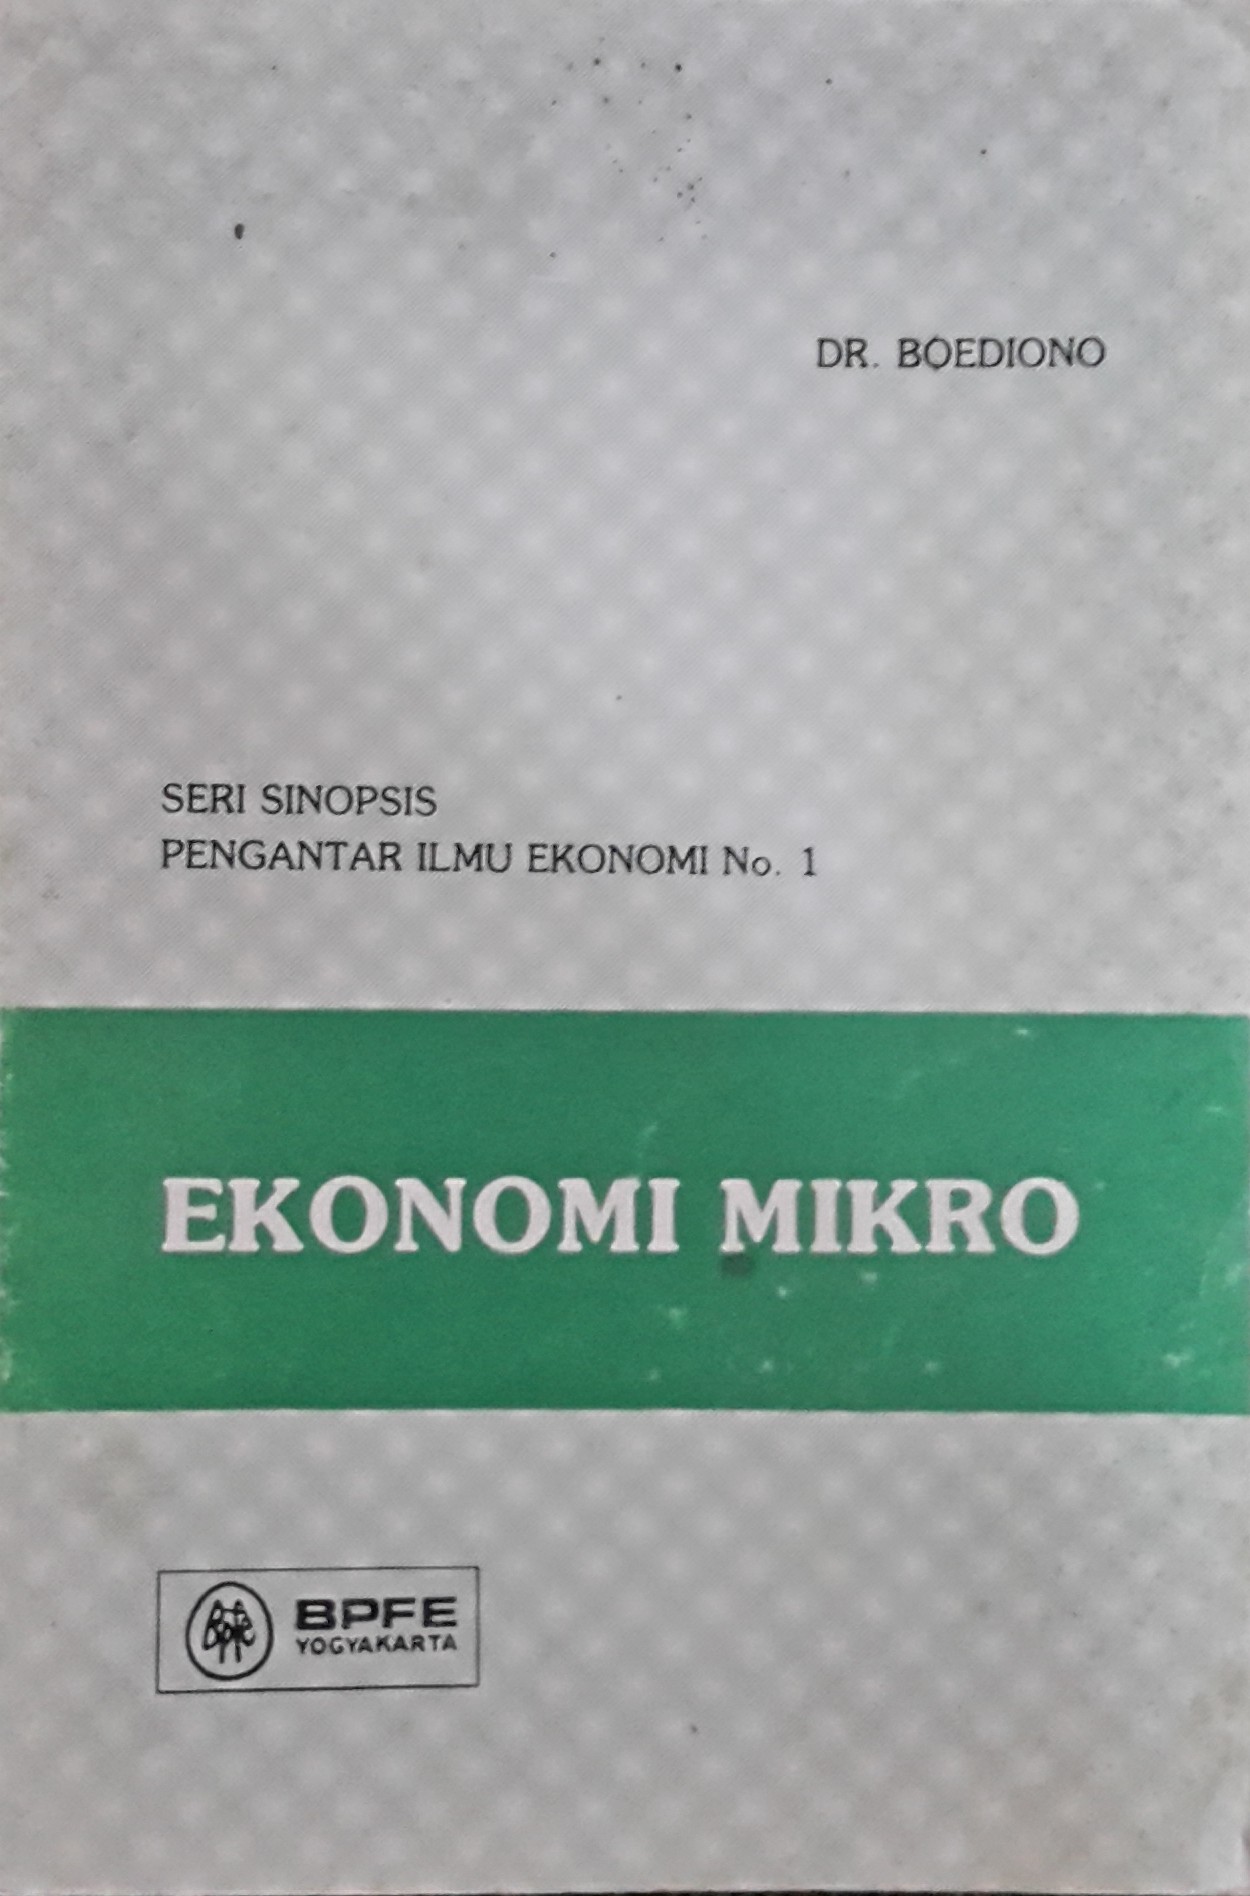 DR. BOEDIONO
SERI SINOPSIS
PENGANTAR ILMU EKONOMI No. 1
EKONOMI MIKRO
BPFE
YOGYAKARTA